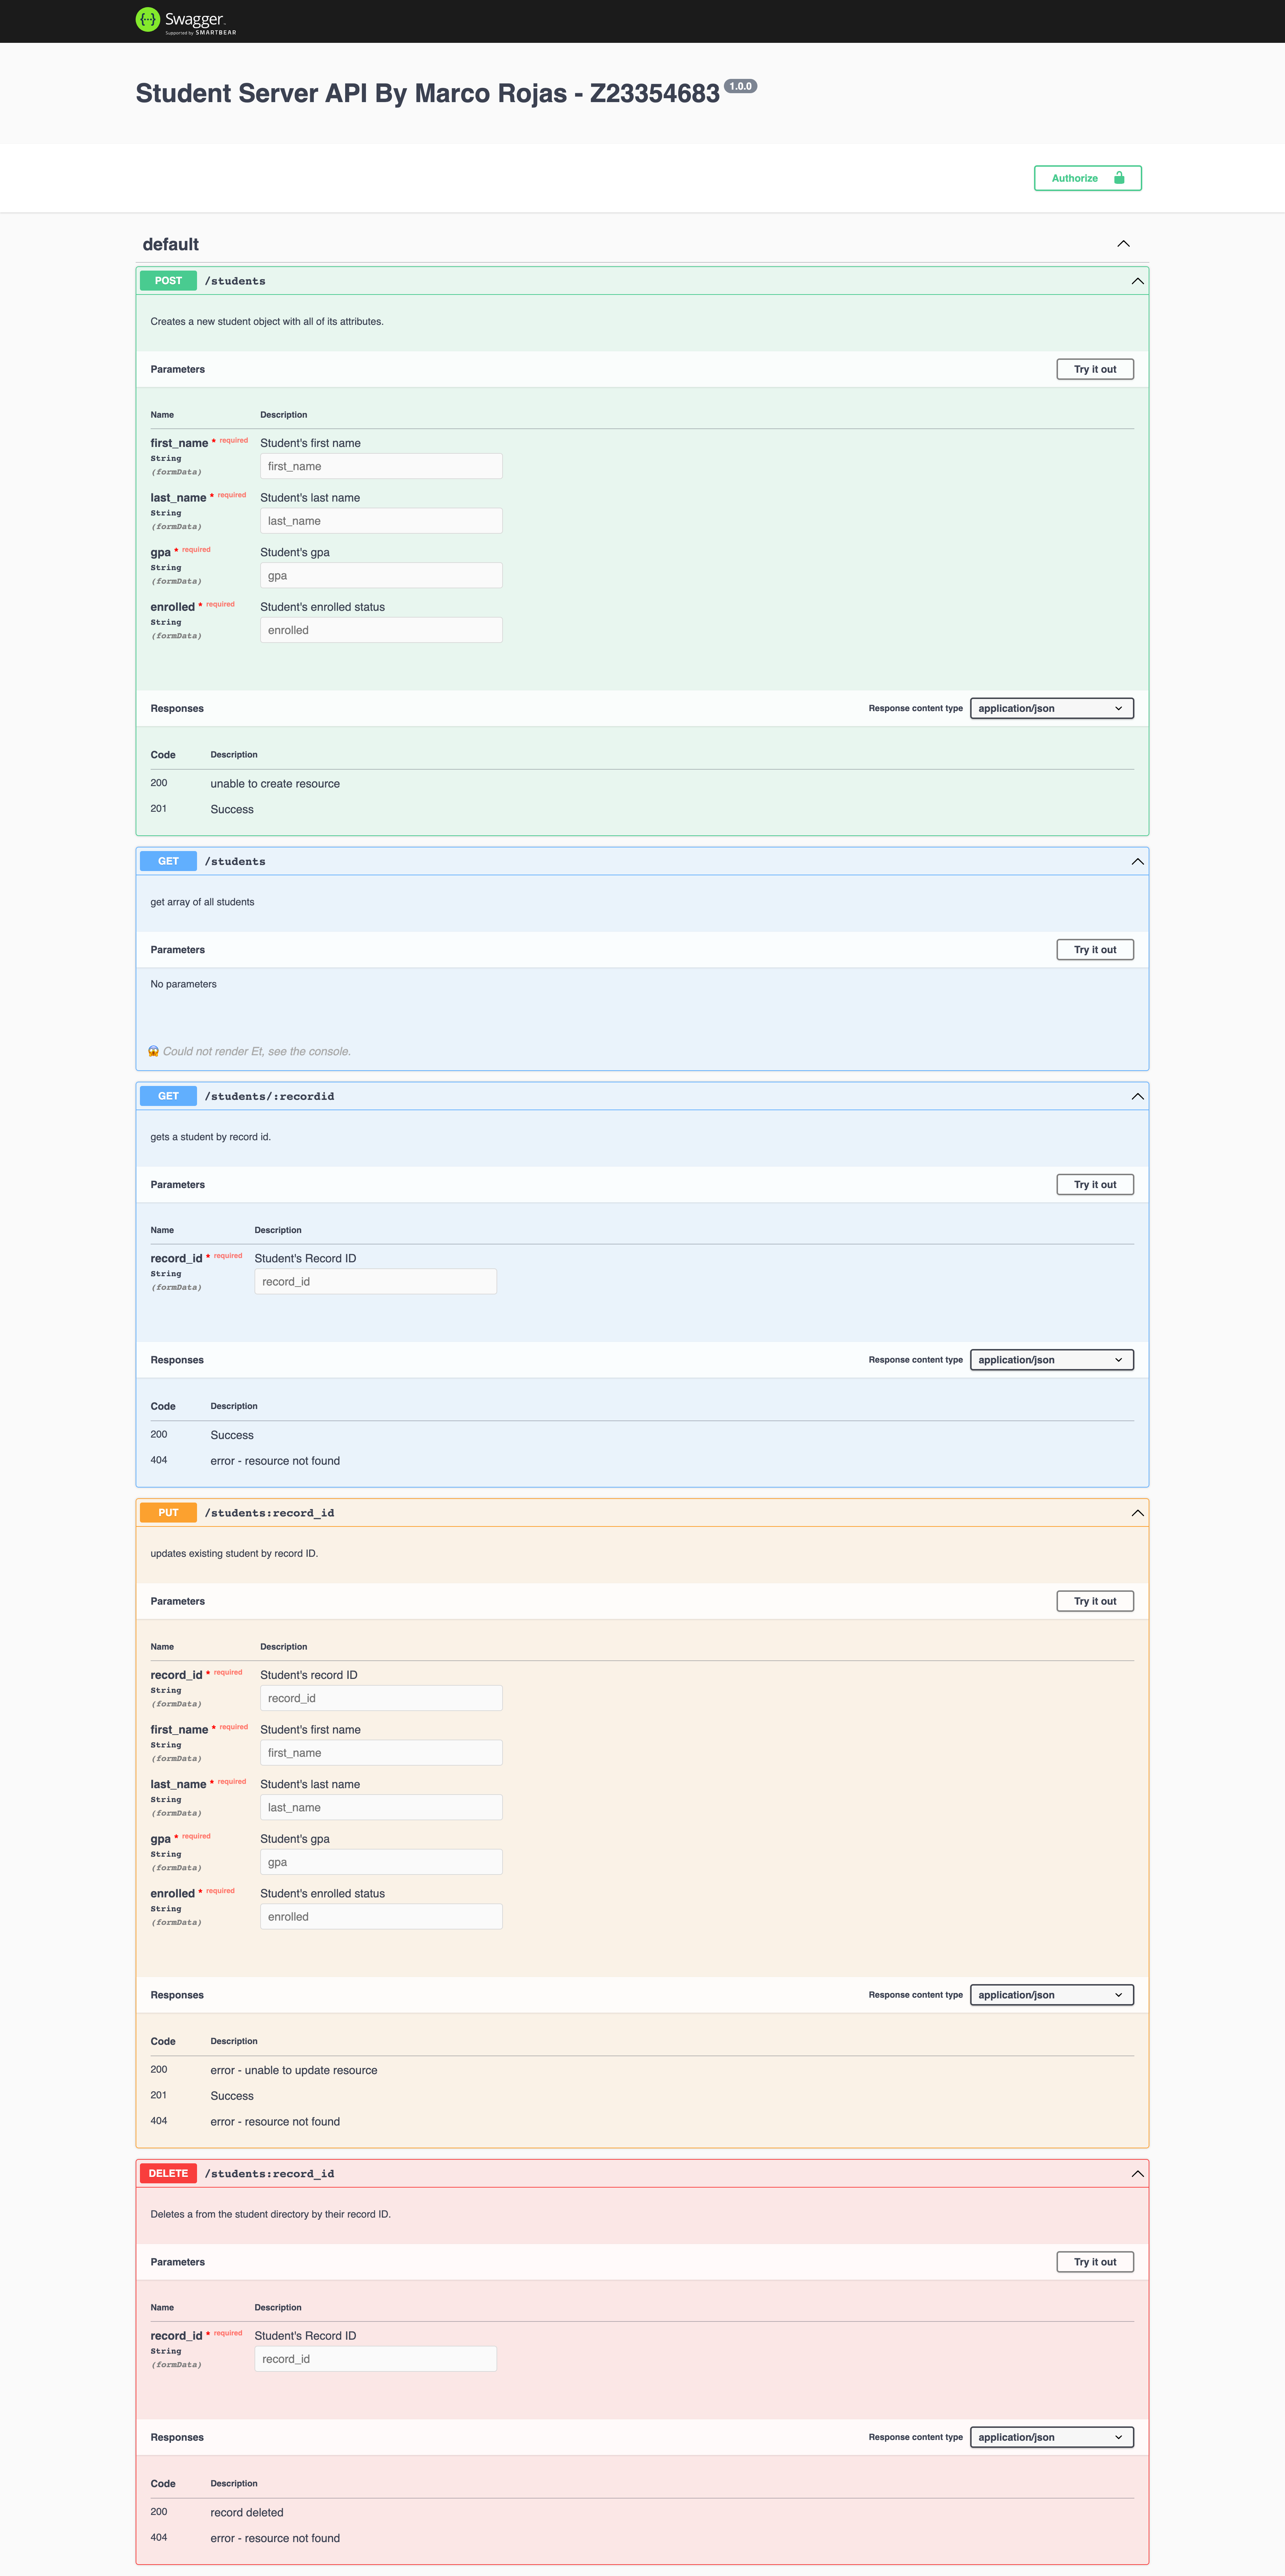 Swagger.
Supported by SMARTBEAR
Student Server API By Marco Rojas - Z23354683 1.0.0
Authorize
default
POST /students
Creates a new student object with all of its attributes.
Parameters Try it out
Name Description
first_name * required Student's first name
String
(formData)
first_name
last_name * required Student's last name
String
(formData)
last_name
gpa * required Student's gpa
String
(formData)
gpa
enrolled * required Student's enrolled status
String
(formData)
enrolled
Responses Response content type application/json
Code Description
200 unable to create resource
201 Success
GET /students
get array of all students
Parameters Try it out
No parameters
😱 Could not render Et, see the console.
GET /students/:recordid
gets a student by record id.
Parameters Try it out
Name Description
record_id * required Student's Record ID
String
(formData)
record_id
Responses Response content type application/json
Code Description
200 Success
404 error - resource not found
PUT /students:record_id
updates existing student by record ID.
Parameters Try it out
Name Description
record_id * required Student's record ID
String
(formData)
record_id
first_name * required Student's first name
String
(formData)
first_name
last_name * required Student's last name
String
(formData)
last_name
gpa * required Student's gpa
String
(formData)
gpa
enrolled * required Student's enrolled status
String
(formData)
enrolled
Responses Response content type application/json
Code Description
200 error - unable to update resource
201 Success
404 error - resource not found
DELETE /students:record_id
Deletes a from the student directory by their record ID.
Parameters Try it out
Name Description
record_id * required Student's Record ID
String
(formData)
record_id
Responses Response content type application/json
Code Description
200 record deleted
404 error - resource not found